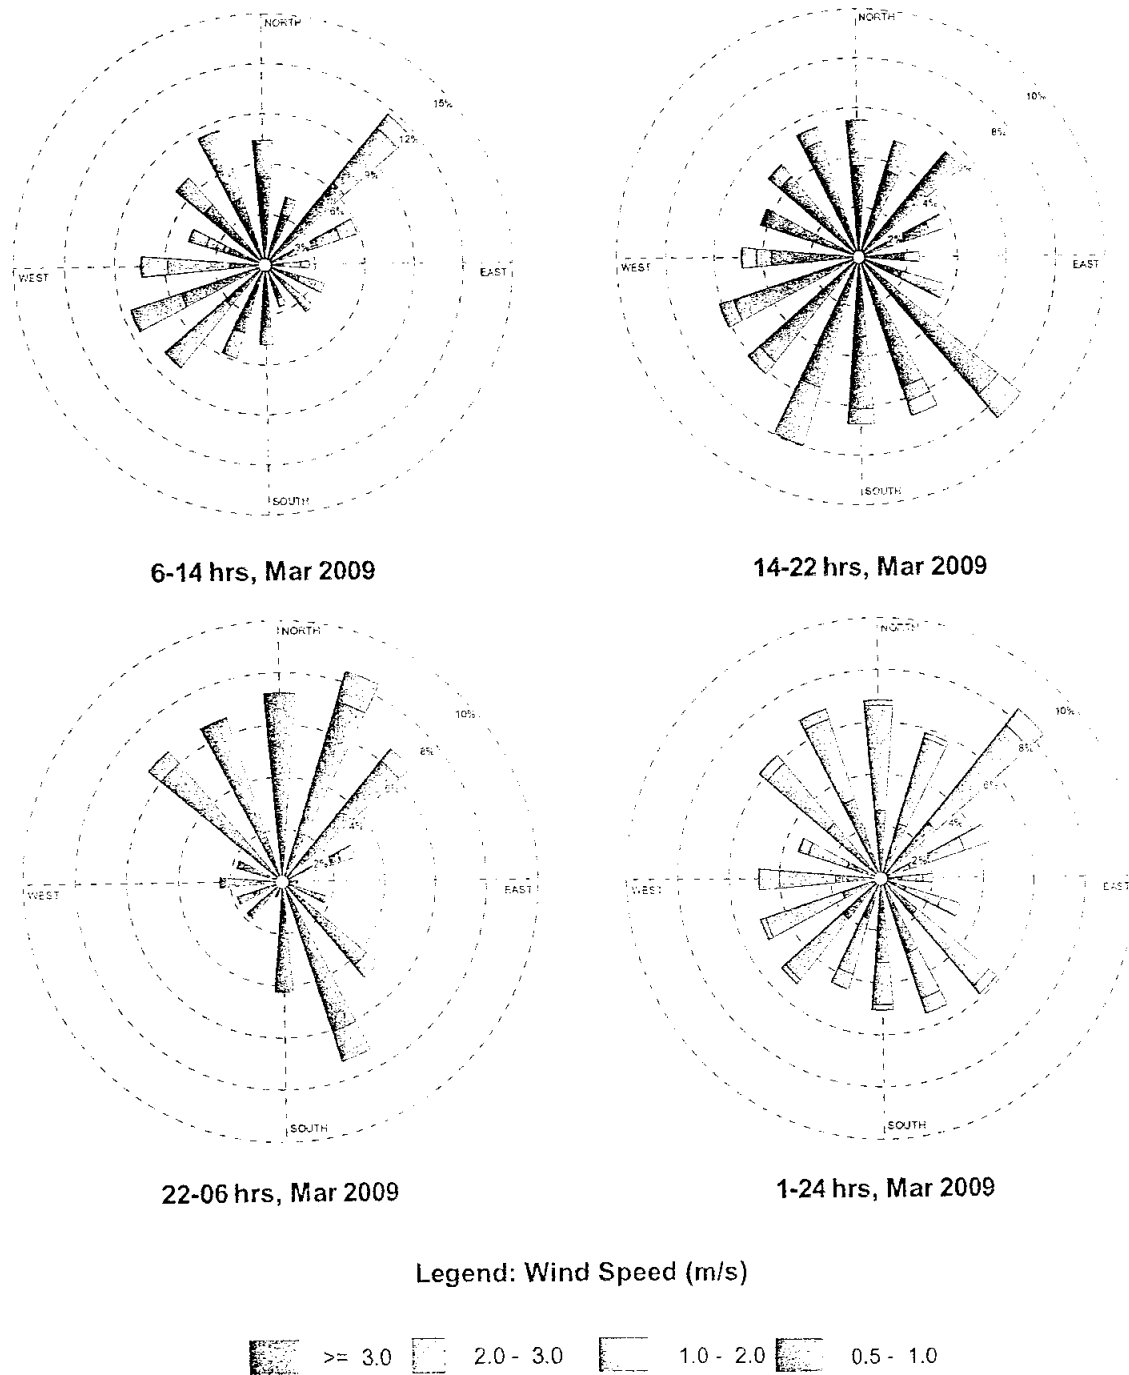 NORTH
15%
12%
9%
6%
3%
WEST
EAST
SOUTH
6-14 hrs, Mar 2009
NORTH
10%
8%
4%
2%
WEST
EAST
SOUTH
14-22 hrs, Mar 2009
NORTH
10%
8%
6%
4%
2%
WEST
EAST
SOUTH
22-06 hrs, Mar 2009
NORTH
10%
8%
6%
4%
2%
WEST
EAST
SOUTH
1-24 hrs, Mar 2009
Legend: Wind Speed (m/s)
>= 3.0 2.0 - 3.0 1.0 - 2.0 0.5 - 1.0